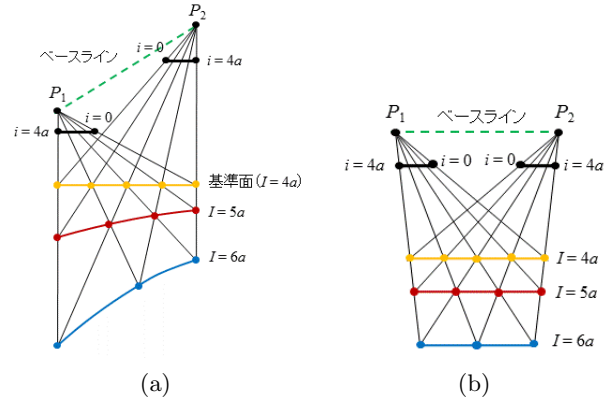 P2
ベースライン
i=0
i=4a
P1
i=0
i=4a
基準面(I=4a)
I=5a
I=6a
(a)
P1
ベースライン
P2
i=4a
i=0
i=0
i=4a
I=4a
I=5a
I=6a
(b)